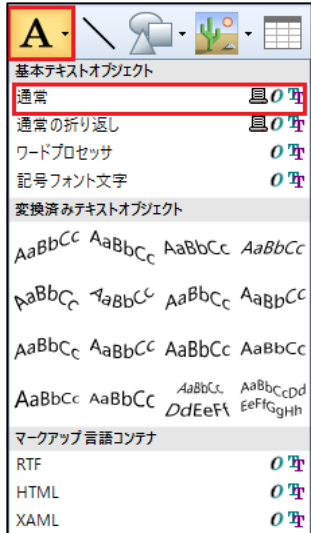 A
基本テキストオブジェクト
通常
通常の折り返し
ワードプロセッサ
記号フォント文字
変換済みテキストオブジェクト
AaBbCc AaBbCc AaBbCc AaBbCc
AaBbCc AaBbCc AaBbCc AaBbCc
AaBbCc AaBbCc AaBbCc AaBbCc
AaBbCc AaBbCc AaBbCc DdEeFf AaBbCcDd EeFfGgHh
マークアップ言語コンテナ
RTF
HTML
XAML